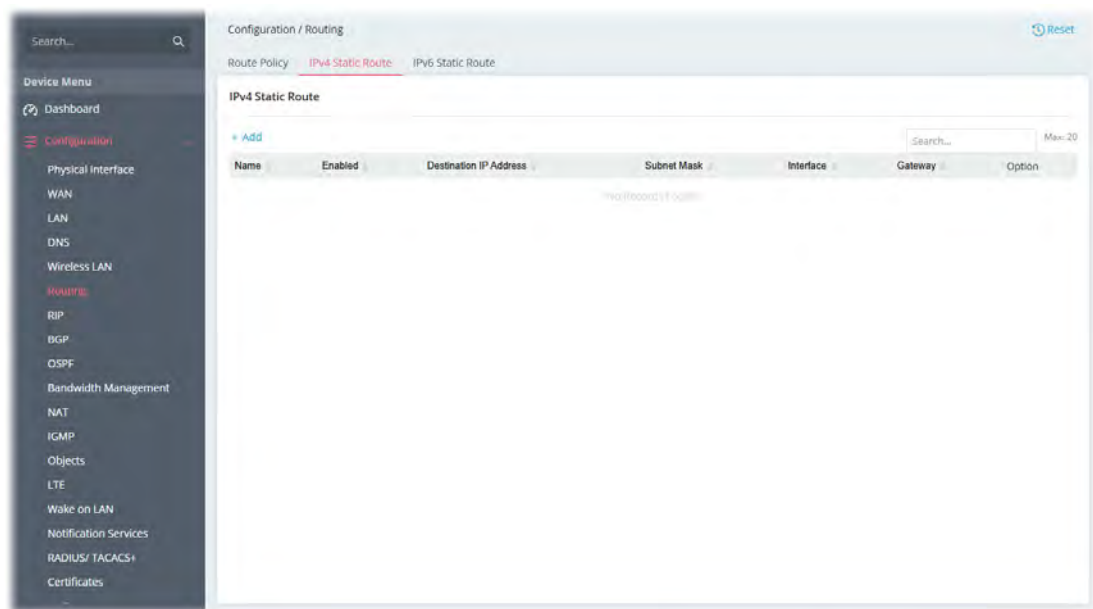 Search...
Device Menu
Dashboard
Configuration
Physical Interface
WAN
LAN
DNS
Wireless LAN
Routing
RIP
BGP
OSPF
Bandwidth Management
NAT
IGMP
Objects
LTE
Wake on LAN
Notification Services
RADIUS/ TACACS+
Certificates
Configuration / Routing
Reset
Route Policy IPv4 Static Route IPv6 Static Route
IPv4 Static Route
+ Add
Search...
Max: 20
Name Enabled Destination IP Address Subnet Mask Interface Gateway Option
No Records Found